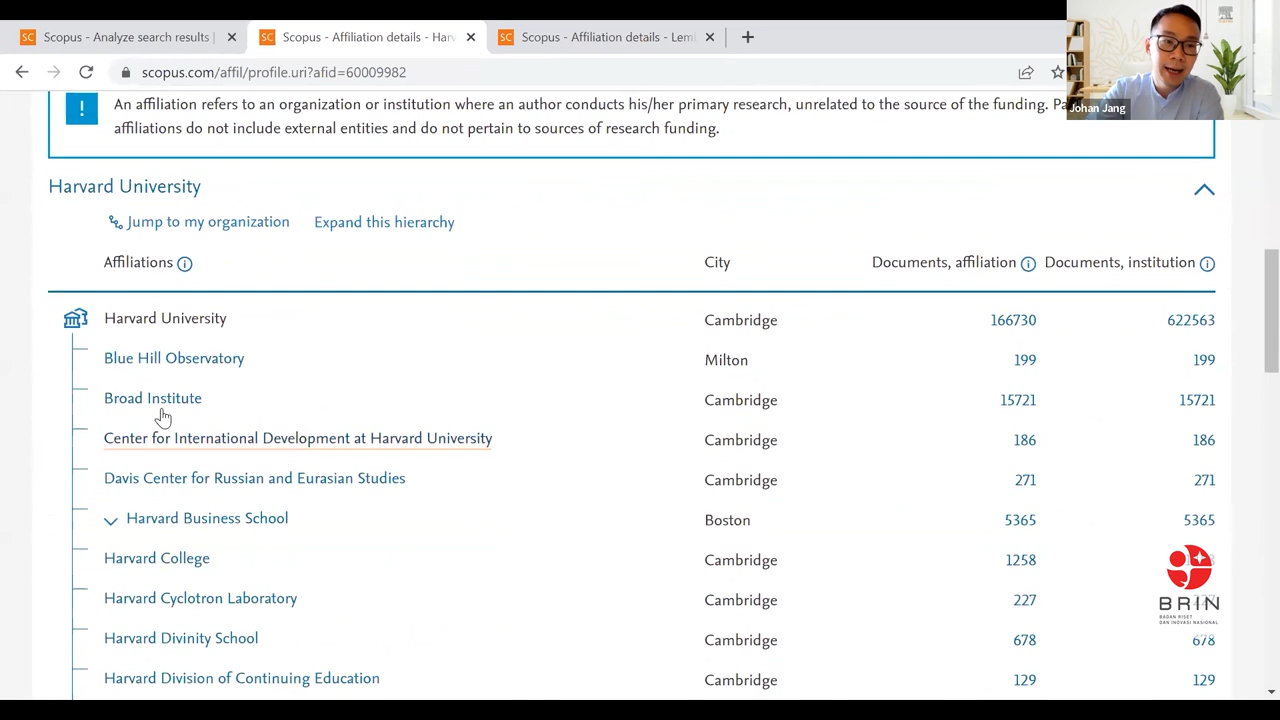 Scopus - Analyze search results |
Scopus - Affiliation details - Har
Scopus - Affiliation details - Lem
scopus.com/affil/profile.uri?afid=60009982
Johan Jang
! An affiliation refers to an organization or institution where an author conducts his/her primary research, unrelated to the source of the funding.
affiliations do not include external entities and do not pertain to sources of research funding.
Harvard University
Jump to my organization Expand this hierarchy
Affiliations City Documents, affiliation Documents, institution
Harvard University Cambridge 166730 622563
Blue Hill Observatory Milton 199 199
Broad Institute Cambridge 15721 15721
Center for International Development at Harvard University Cambridge 186 186
Davis Center for Russian and Eurasian Studies Cambridge 271 271
Harvard Business School Boston 5365 5365
Harvard College Cambridge 1258
Harvard Cyclotron Laboratory Cambridge 227
Harvard Divinity School Cambridge 678 678
Harvard Division of Continuing Education Cambridge 129 129
BRIN
BADAN RISET
DAN INOVASI NASIONAL